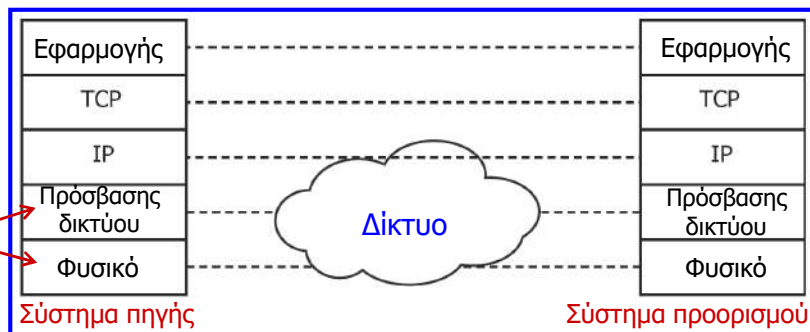 Εφαρμογής
Εφαρμογής
TCP
TCP
IP
IP
Πρόσβασης
δικτύου
Πρόσβασης
δικτύου
Δίκτυο
Φυσικό
Φυσικό
Σύστημα πηγής
Σύστημα προορισμού